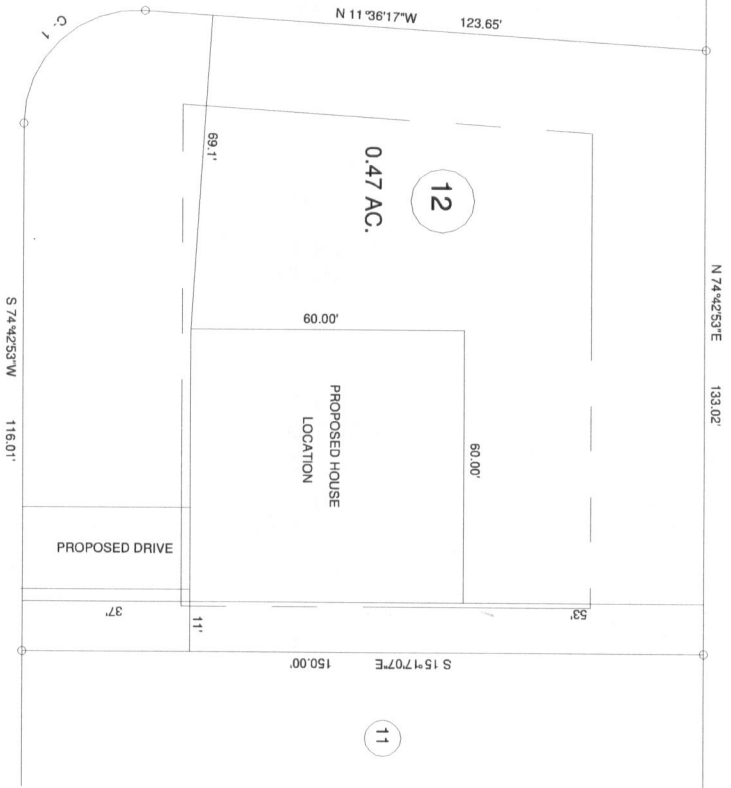 N 11°36'17"W 123.65'
C. 1
69.1'
12
0.47 AC.
N 74°42'53"E 133.02'
60.00'
PROPOSED HOUSE
LOCATION
60.00'
S 74°42'53"W 116.01'
PROPOSED DRIVE
37'
11'
53'
S 15°17'07"E 150.00'
11